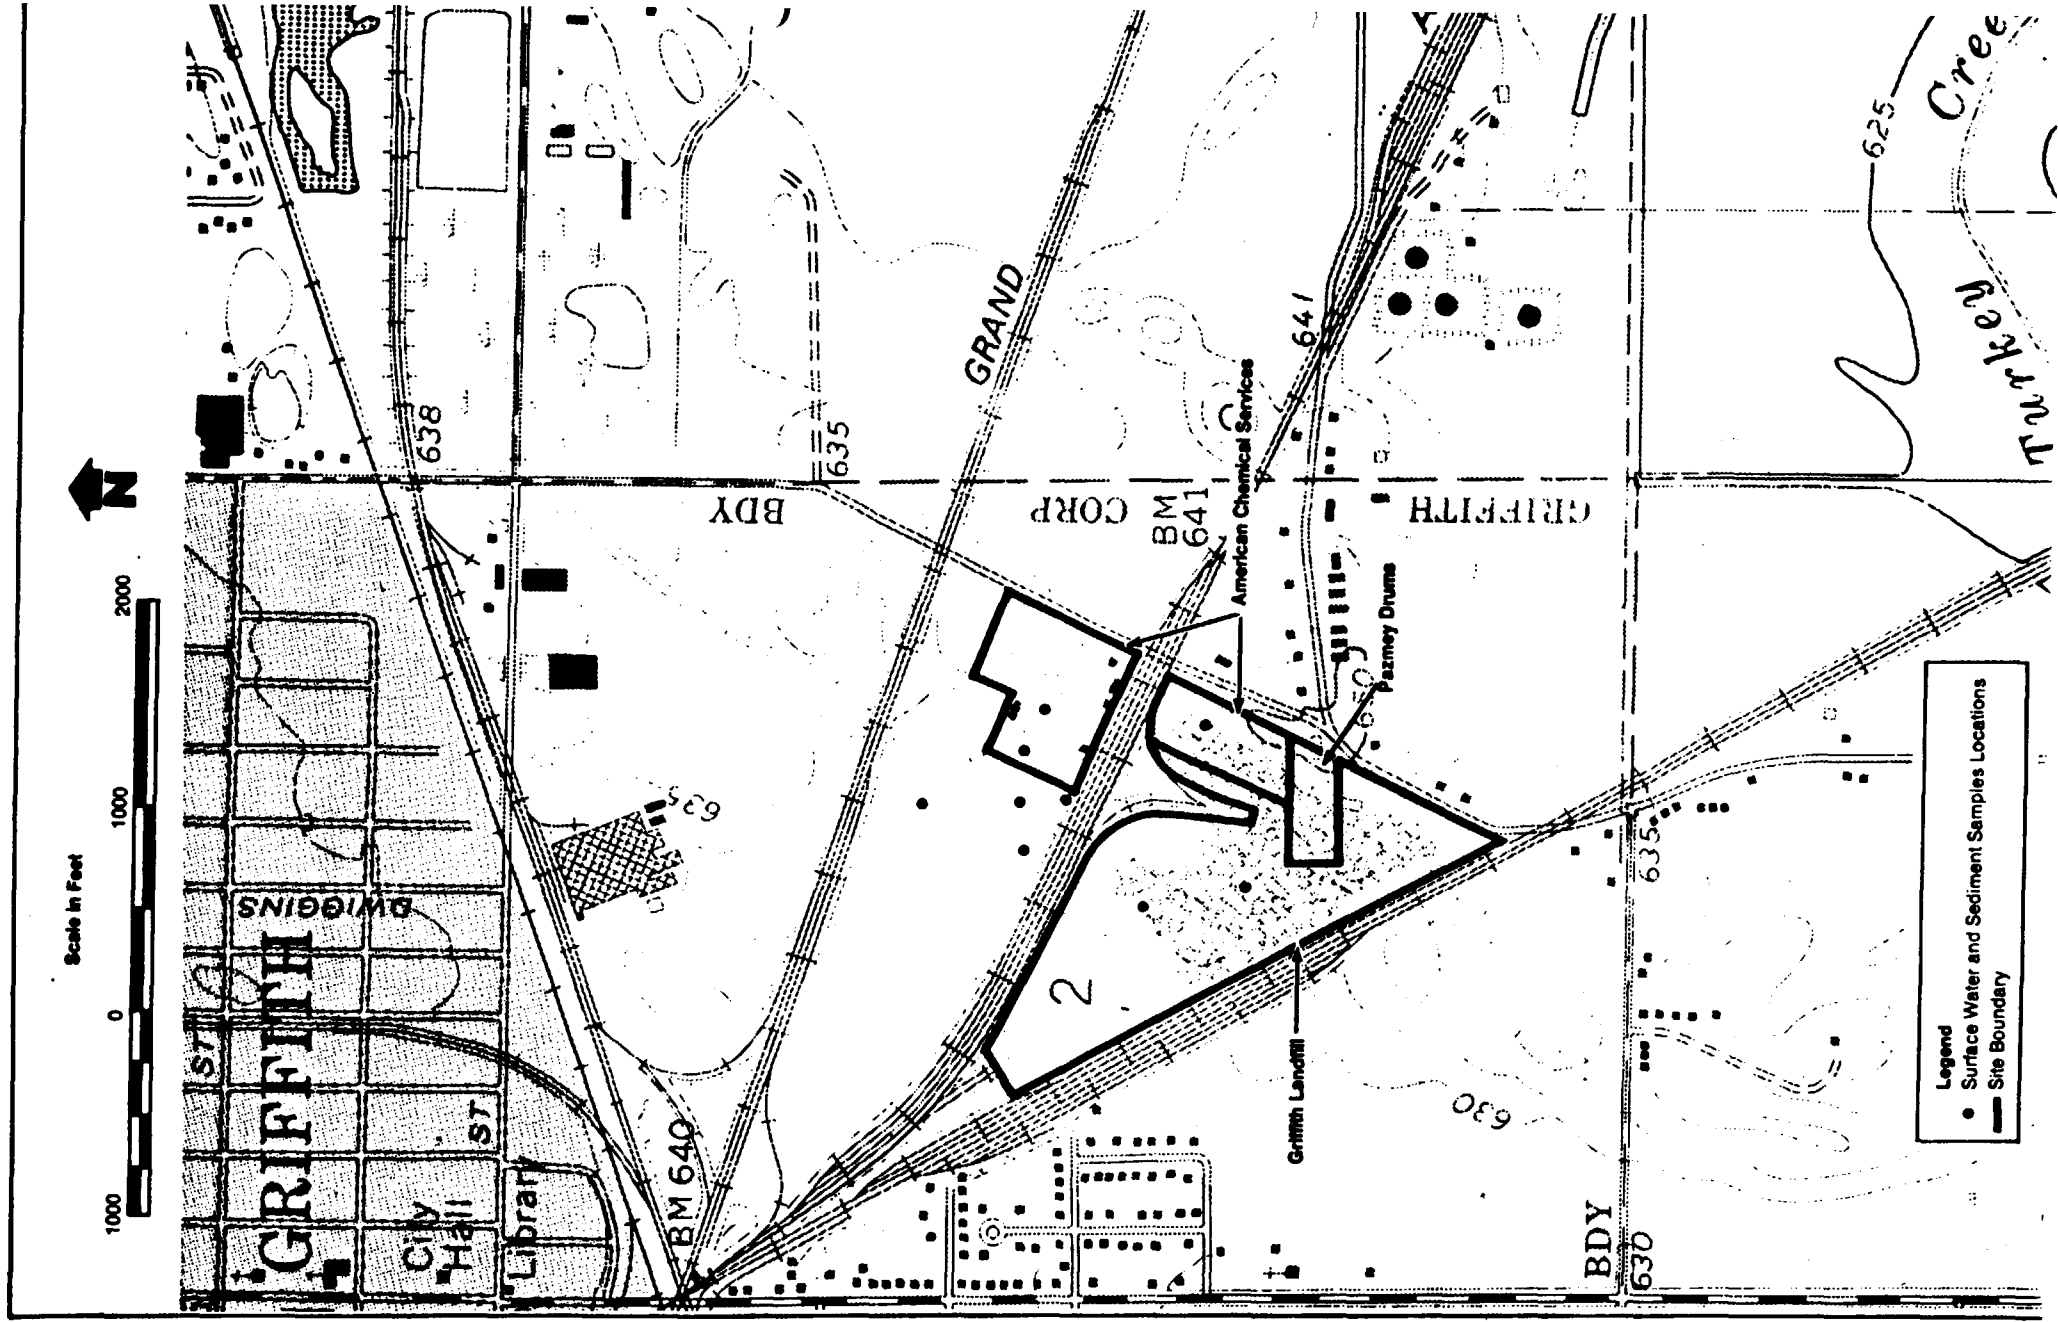 Scale in Feet
1000
0
1000
2000
N
GRIFFITH
ST
DWIGGINS
City
Hall
ST
Library
BM 640
638
635
635
GRAND
BDY
CORP
GRIFFITH
BM
641
641
American Chemical Services
Pazmey Drums
650
2
Griffith Landfill
630
BDY
630
635
625
Turkey
Cree
Legend
Surface Water and Sediment Samples Locations
Site Boundary